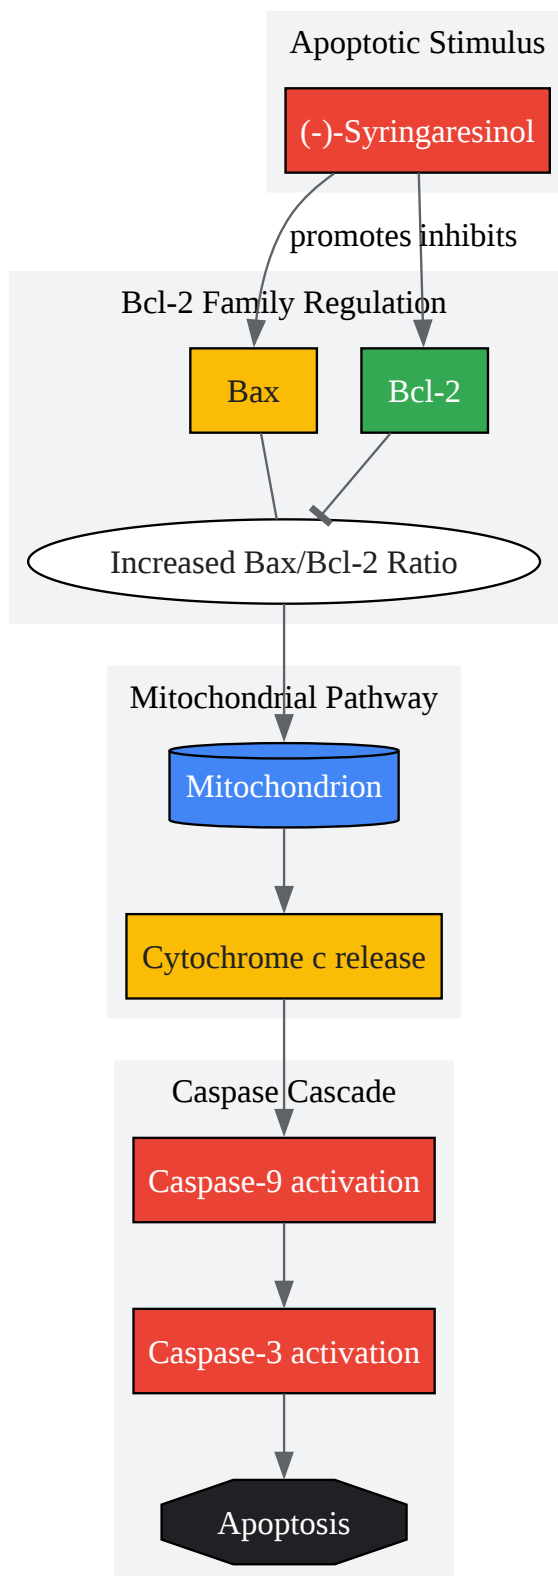 Apoptotic Stimulus
(-)-Syringaresinol
promotes inhibits
Bcl-2 Family Regulation
Bax
Bcl-2
Increased Bax/Bcl-2 Ratio
Mitochondrial Pathway
Mitochondrion
Cytochrome c release
Caspase Cascade
Caspase-9 activation
Caspase-3 activation
Apoptosis